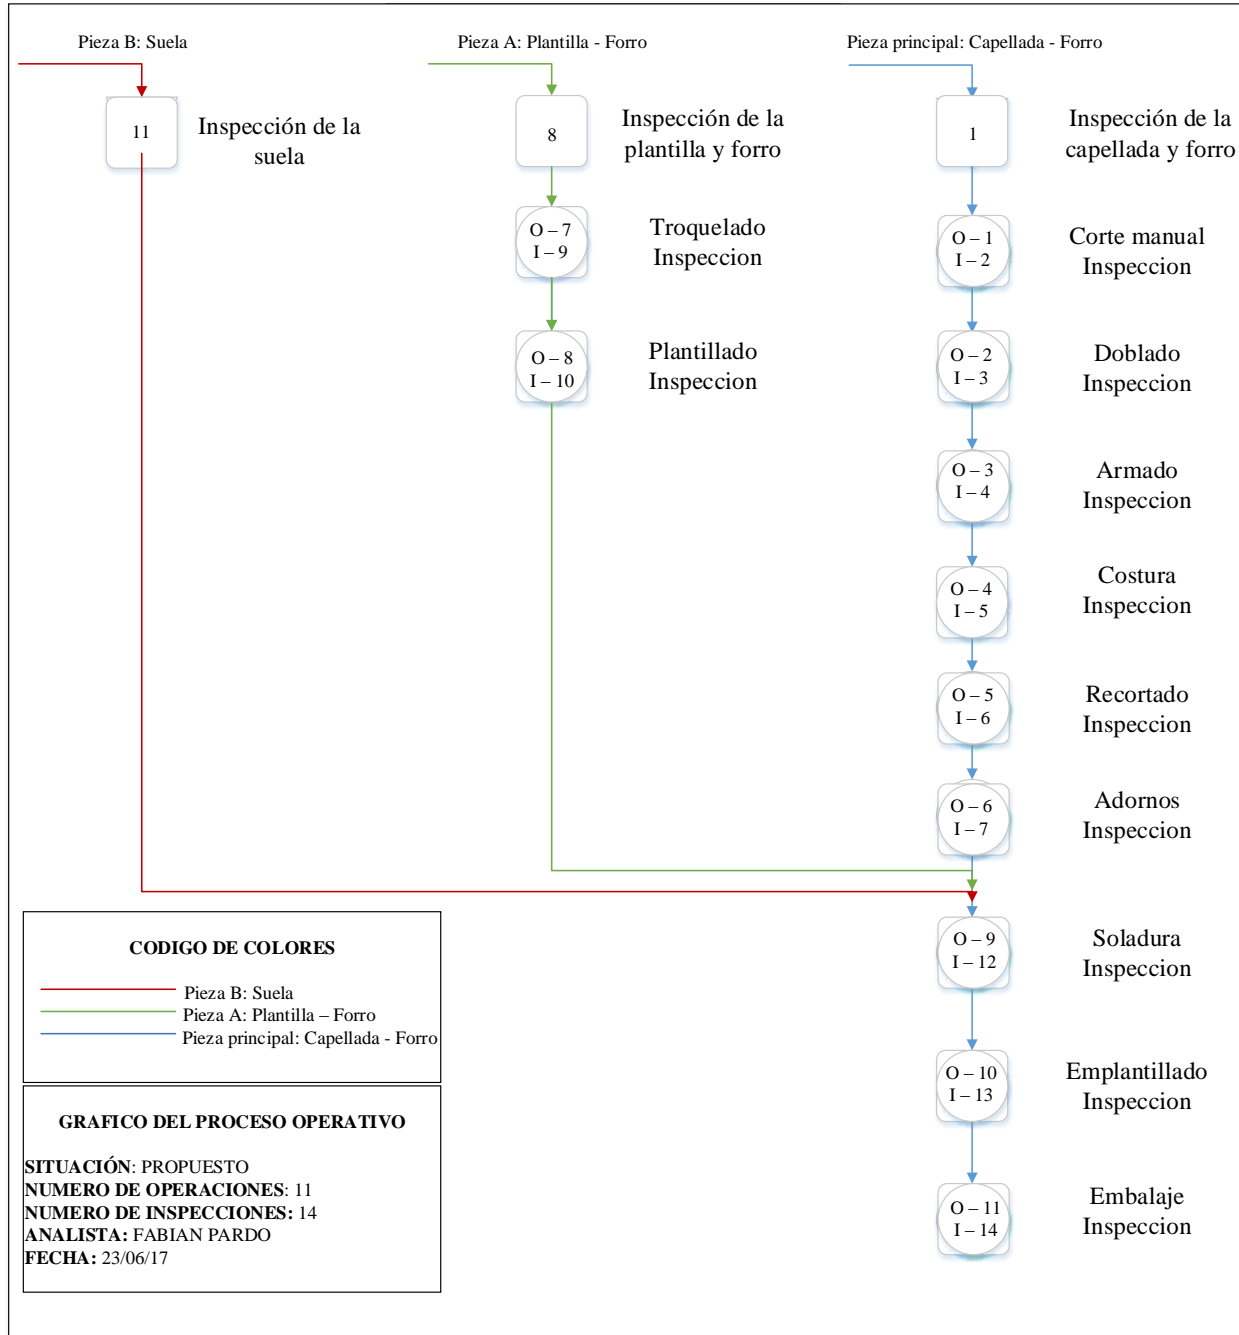 Pieza B: Suela
Pieza A: Plantilla - Forro
Pieza principal: Capellada - Forro
11
Inspección de la
suela
8
Inspección de la
plantilla y forro
1
Inspección de la
capellada y forro
O – 7
I – 9
Troquelado
Inspeccion
O – 1
I – 2
Corte manual
Inspeccion
O – 8
I – 10
Plantillado
Inspeccion
O – 2
I – 3
Doblado
Inspeccion
O – 3
I – 4
Armado
Inspeccion
O – 4
I – 5
Costura
Inspeccion
O – 5
I – 6
Recortado
Inspeccion
O – 6
I – 7
Adornos
Inspeccion
O – 9
I – 12
Soladura
Inspeccion
O – 10
I – 13
Emplantillado
Inspeccion
O – 11
I – 14
Embalaje
Inspeccion
CODIGO DE COLORES
Pieza B: Suela
Pieza A: Plantilla – Forro
Pieza principal: Capellada - Forro
GRAFICO DEL PROCESO OPERATIVO
SITUACIÓN: PROPUESTO
NUMERO DE OPERACIONES: 11
NUMERO DE INSPECCIONES: 14
ANALISTA: FABIAN PARDO
FECHA: 23/06/17